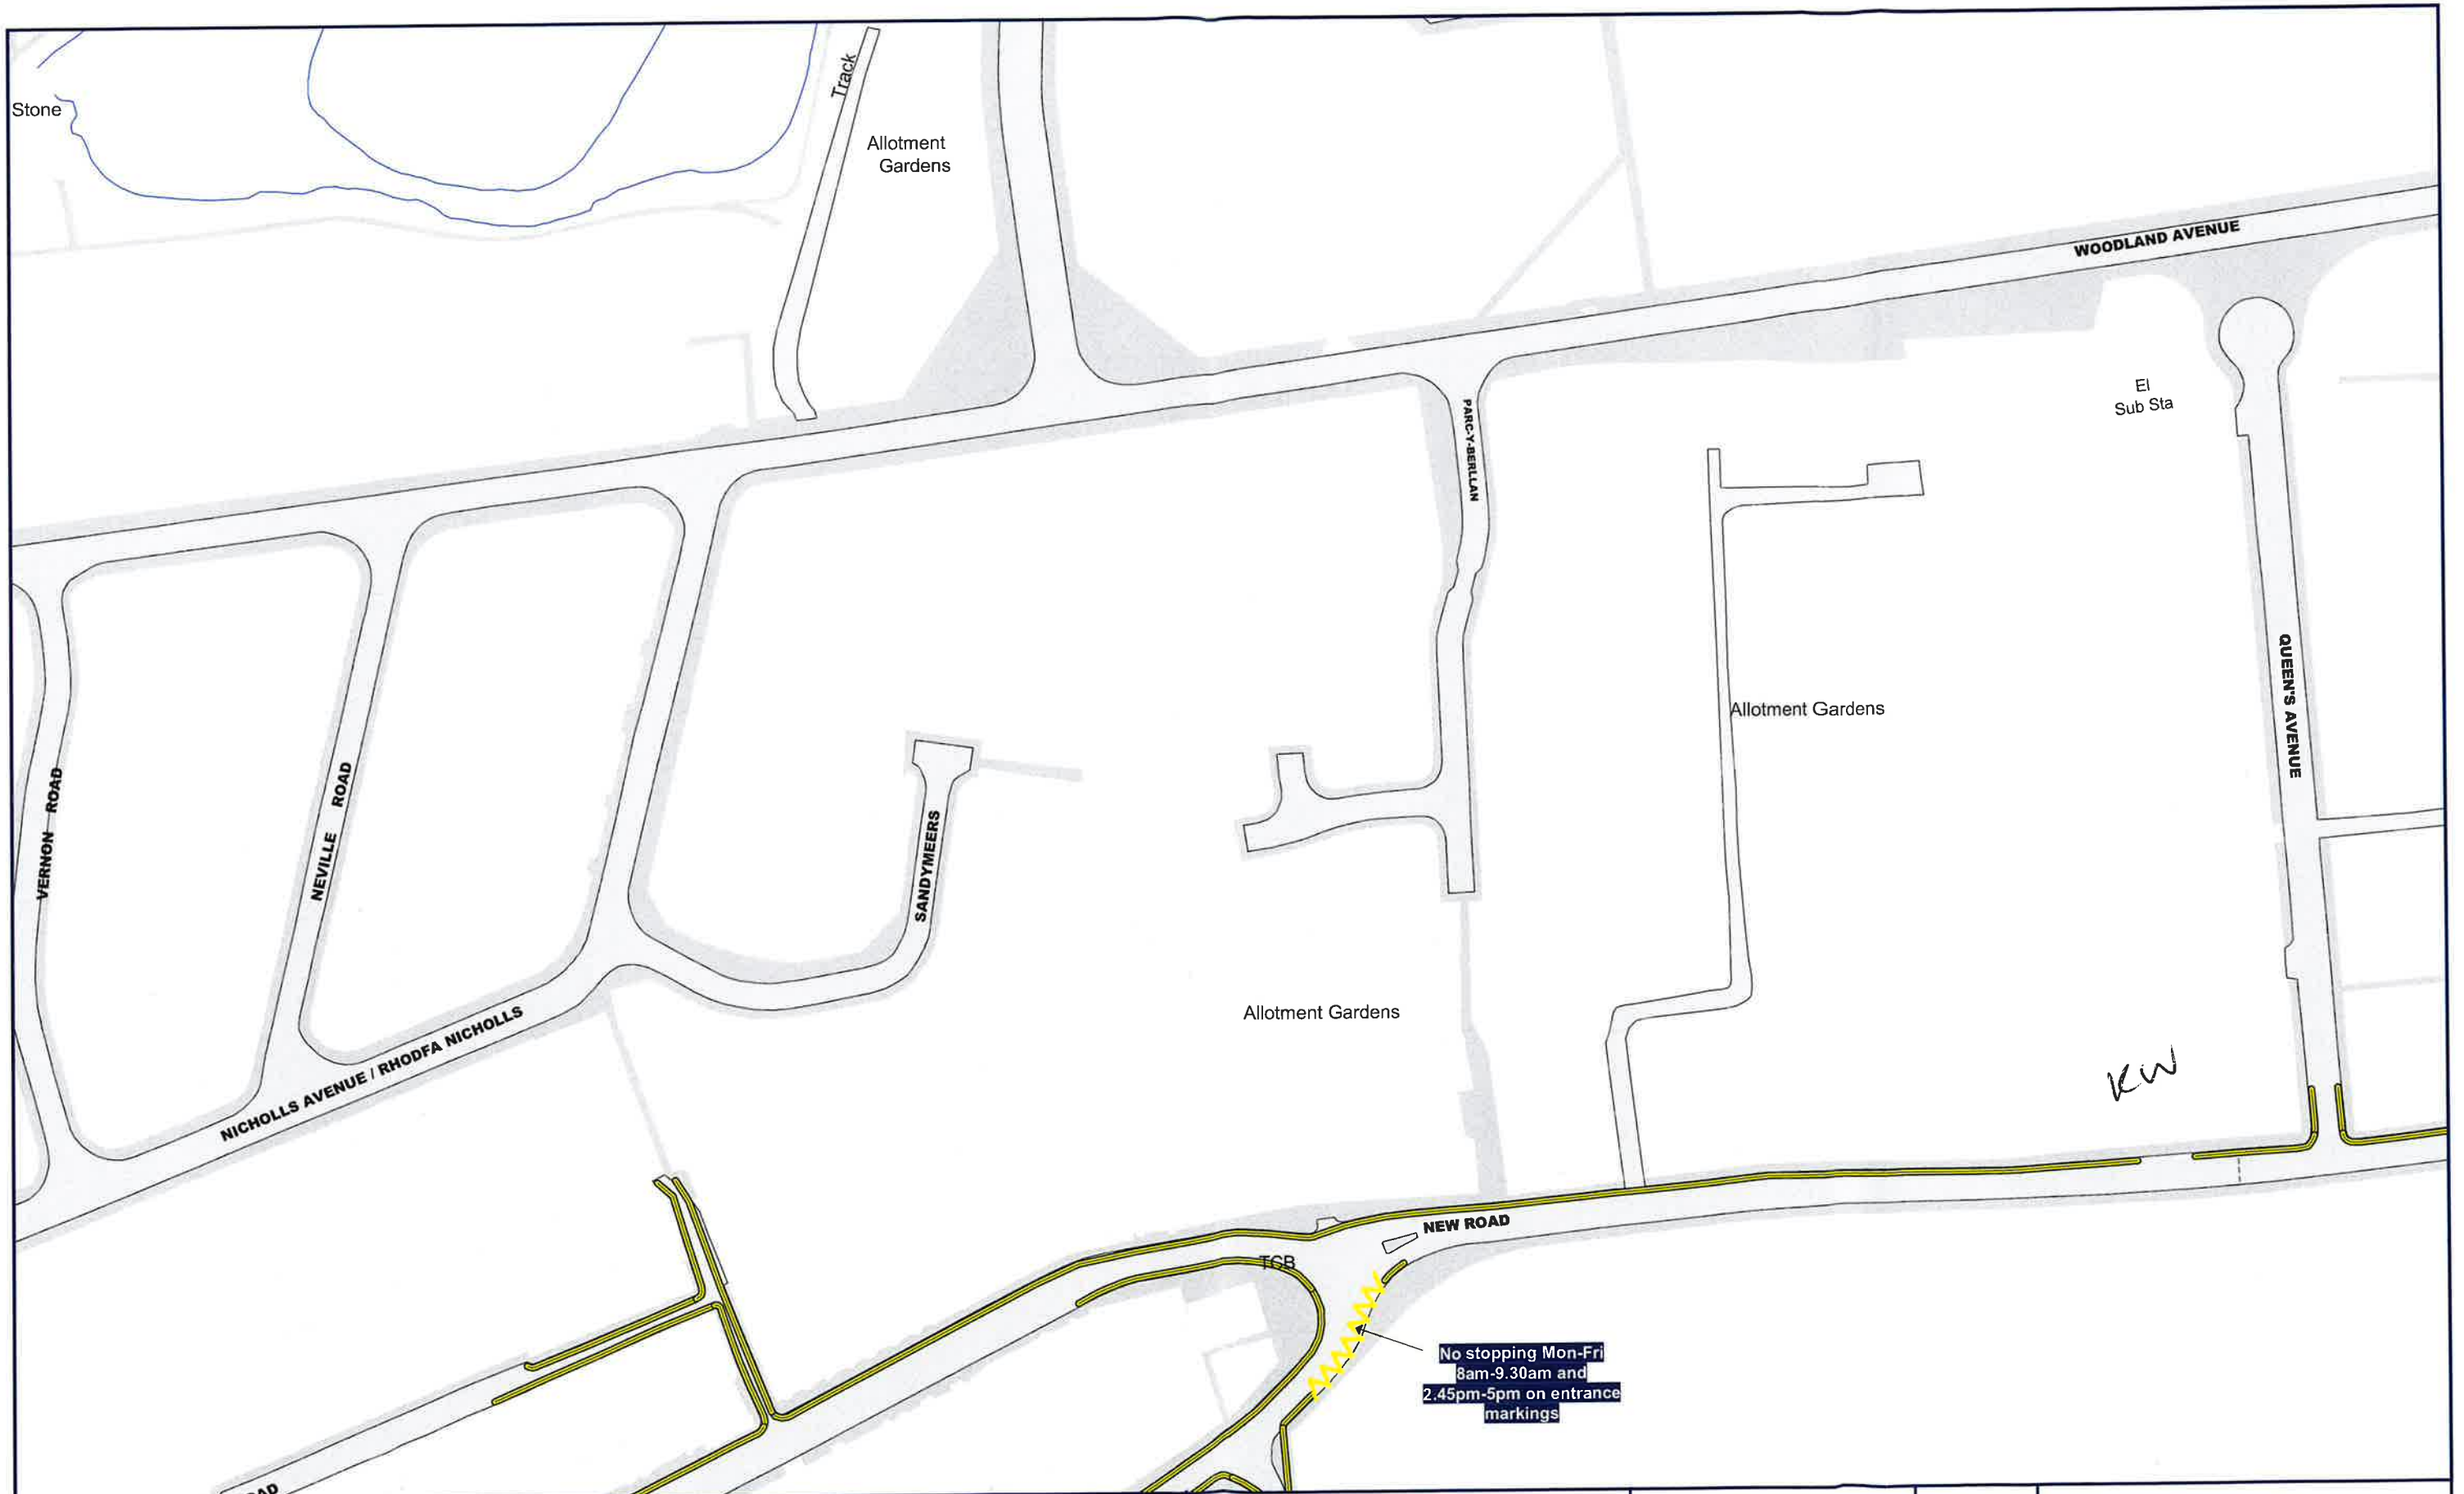 Stone
Track
Allotment
Gardens
WOODLAND AVENUE
El
Sub Sta
PARC-Y-BERLLAN
Allotment Gardens
QUEEN'S AVENUE
VERNON ROAD
NEVILLE ROAD
SANDYMEERS
Allotment Gardens
NICHOLLS AVENUE / RHODFA NICHOLLS
KW
NEW ROAD
TCB
No stopping Mon-Fri
8am-9.30am and
2.45pm-5pm on entrance
markings